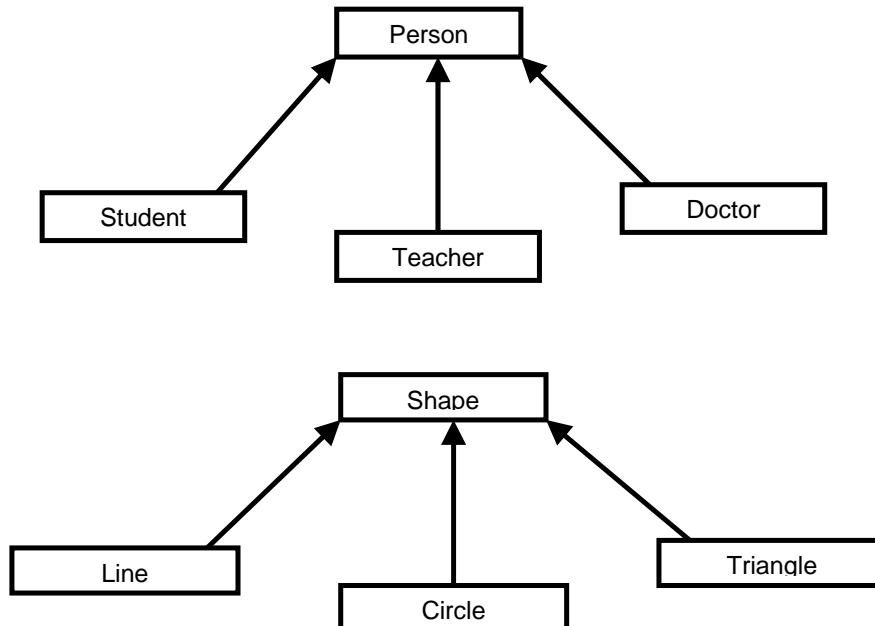 Person
Student
Teacher
Doctor
Shape
Line
Circle
Triangle